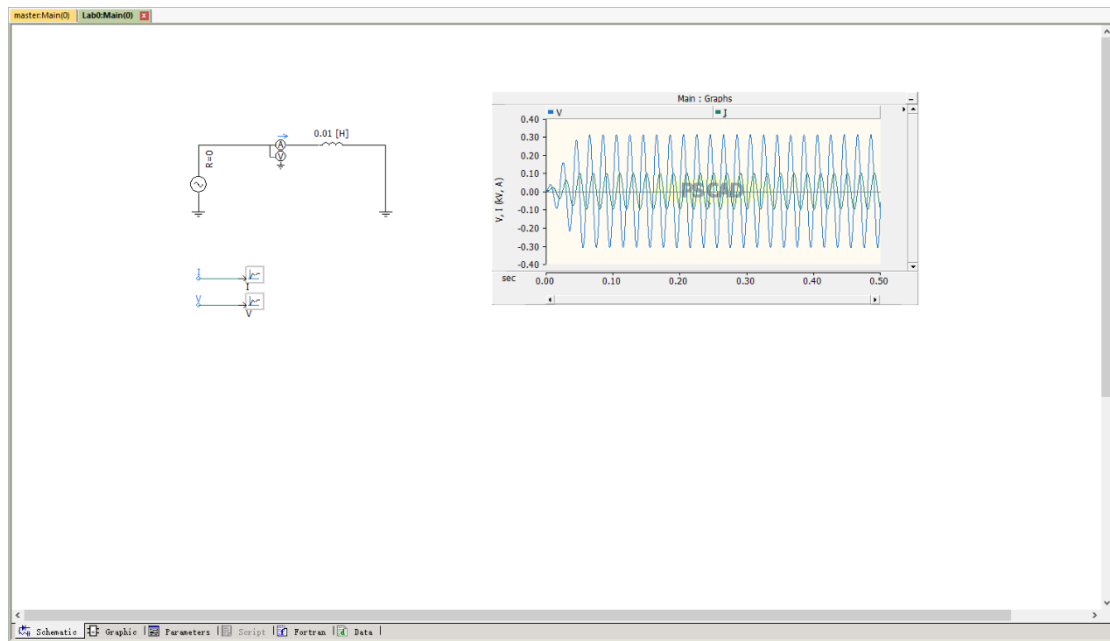 master:Main(0) Lab0:Main(0) x
Main : Graphs
V I
0.40
0.30
0.20
0.10
0.00
-0.10
-0.20
-0.30
-0.40
V, I (kV, A)
PSCAD
sec 0.00 0.10 0.20 0.30 0.40 0.50
R=0
A
V
0.01 [H]
I
I
V
V
Schematic Graphic Parameters Script Fortran Data